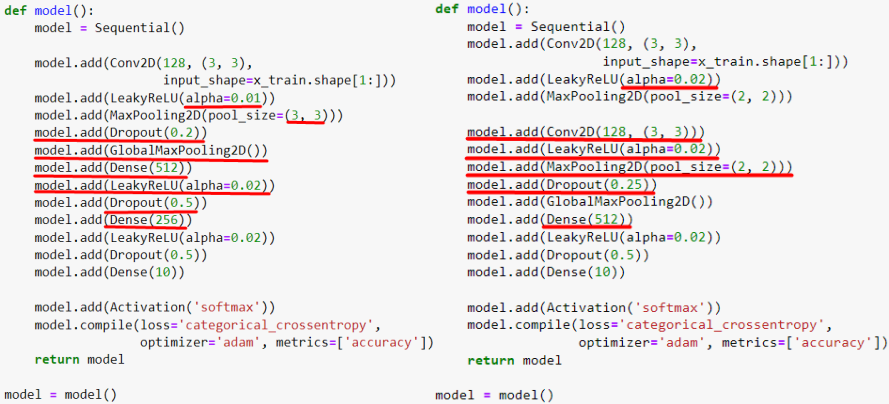 def model():
model = Sequential()
model.add(Conv2D(128, (3, 3),
input_shape=x_train.shape[1:]))
model.add(LeakyReLU(alpha=0.01))
model.add(MaxPooling2D(pool_size=(3, 3)))
model.add(Dropout(0.2))
model.add(GlobalMaxPooling2D())
model.add(Dense(512))
model.add(LeakyReLU(alpha=0.02))
model.add(Dropout(0.5))
model.add(Dense(256))
model.add(LeakyReLU(alpha=0.02))
model.add(Dropout(0.5))
model.add(Dense(10))
model.add(Activation('softmax'))
model.compile(loss='categorical_crossentropy',
optimizer='adam', metrics=['accuracy'])
return model
model = model()
def model():
model = Sequential()
model.add(Conv2D(128, (3, 3),
input_shape=x_train.shape[1:]))
model.add(LeakyReLU(alpha=0.02))
model.add(MaxPooling2D(pool_size=(2, 2)))
model.add(Conv2D(128, (3, 3)))
model.add(LeakyReLU(alpha=0.02))
model.add(MaxPooling2D(pool_size=(2, 2)))
model.add(Dropout(0.25))
model.add(GlobalMaxPooling2D())
model.add(Dense(512))
model.add(LeakyReLU(alpha=0.02))
model.add(Dropout(0.5))
model.add(Dense(10))
model.add(Activation('softmax'))
model.compile(loss='categorical_crossentropy',
optimizer='adam', metrics=['accuracy'])
return model
model = model()